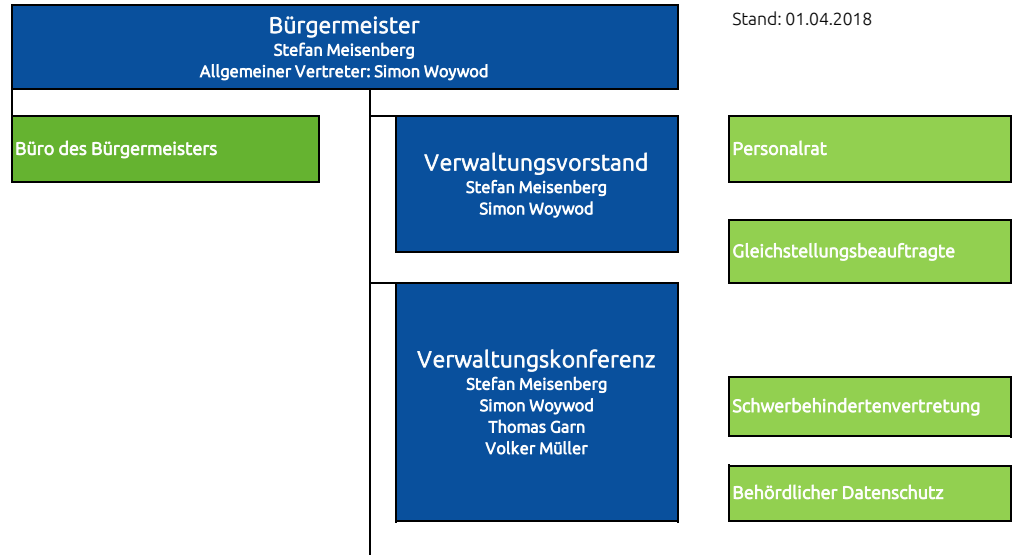 Bürgermeister
Stefan Meisenberg
Allgemeiner Vertreter: Simon Woywod
Stand: 01.04.2018
Büro des Bürgermeisters
Verwaltungsvorstand
Stefan Meisenberg
Simon Woywod
Personalrat
Gleichstellungsbeauftragte
Verwaltungskonferenz
Stefan Meisenberg
Simon Woywod
Thomas Garn
Volker Müller
Schwerbehindertenvertretung
Behördlicher Datenschutz